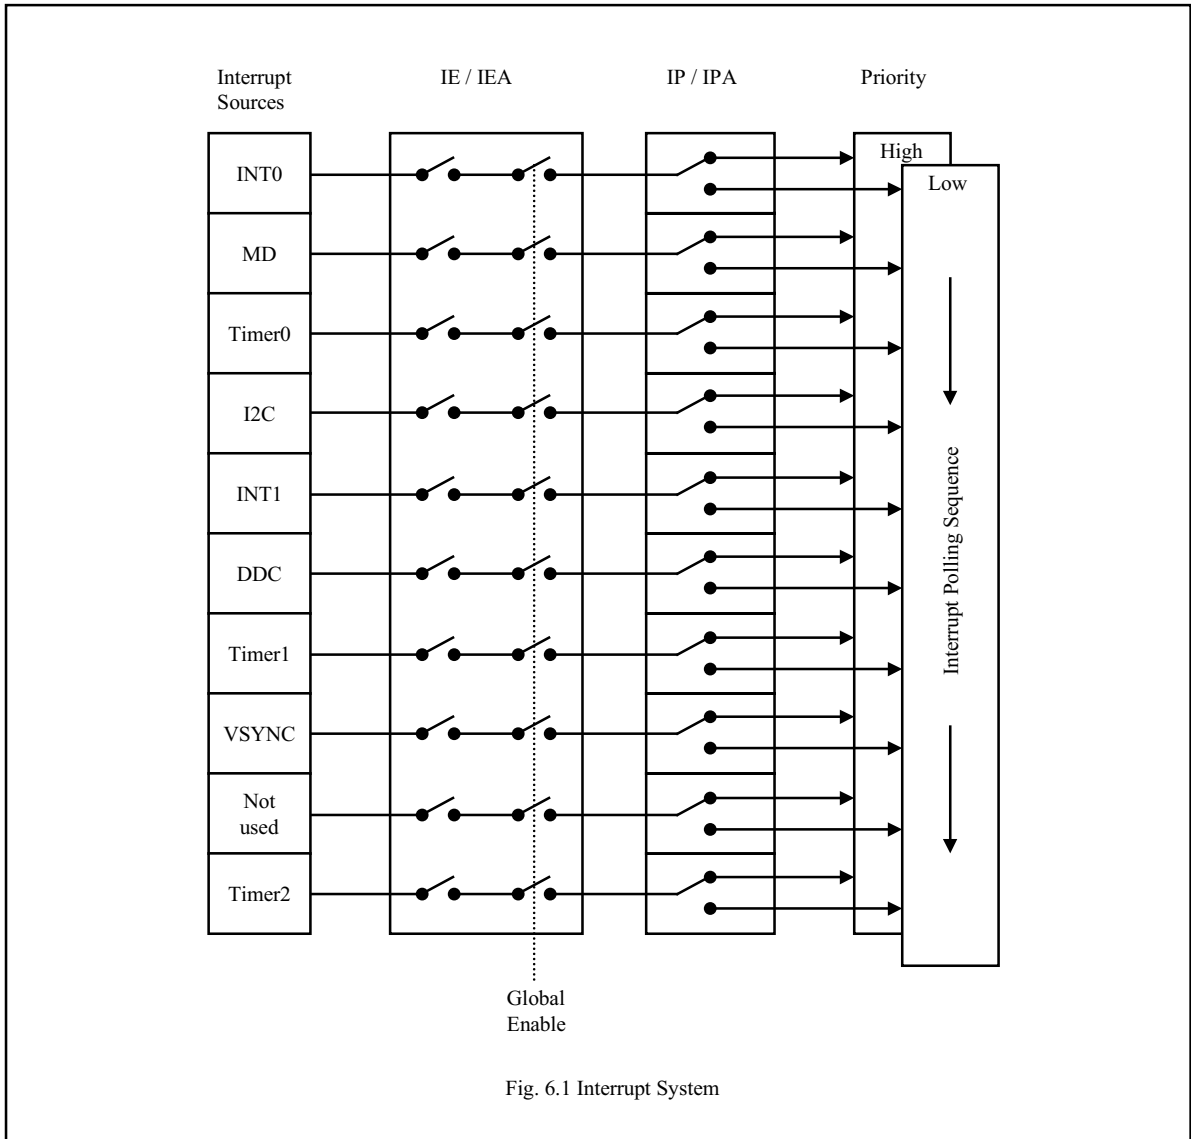 Interrupt
Sources
IE / IEA
IP / IPA
Priority
INT0
MD
Timer0
I2C
INT1
DDC
Timer1
VSYNC
Not
used
Timer2
High
Low
Interrupt Polling Sequence
Global
Enable
Fig. 6.1 Interrupt System